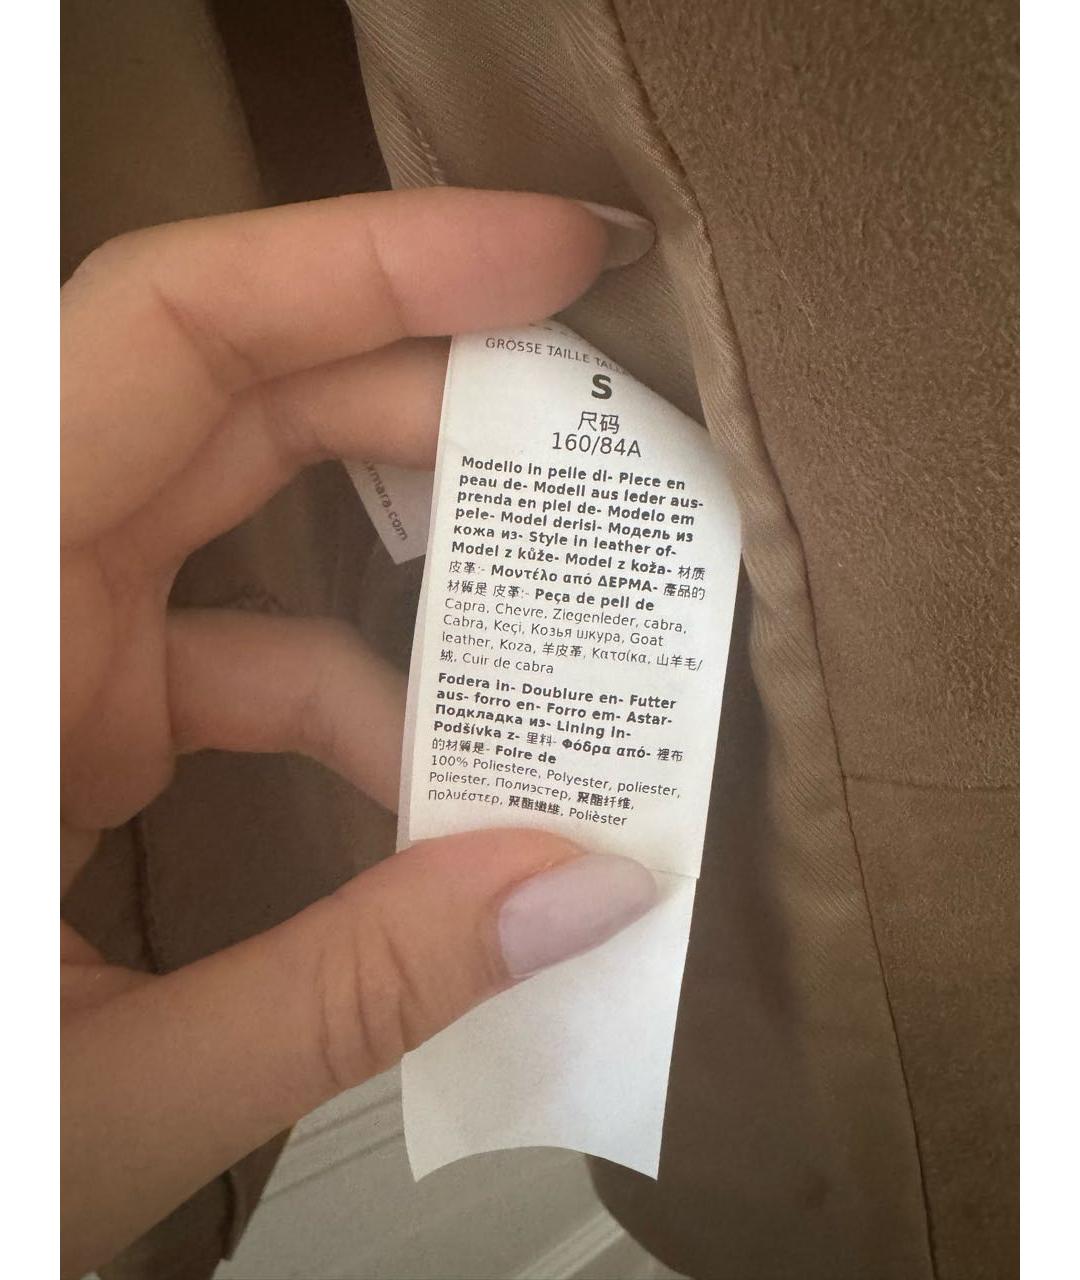 GRÖSSE TAILLE
S
尺码
160/84A
Modello in pelle di- Piece en
peau de- Modell aus leder aus-
prenda en piel de- Modelo em
pele- Model derisi- Модель из
кожа из- Style in leather of-
Model z kůže- Model z koža- 材质
皮革:- Μοντέλο από ΔΕΡΜΑ- 產品的
材質是 皮革:- Peça de pell de
Capra, Chevre, Ziegenleder, cabra,
Cabra, Keçi, Козья шкура, Goat
leather, Koza, 羊皮革, Κατσίκα, 山羊毛/
絨, Cuir de cabra
Fodera in- Doublure en- Futter
aus- forro en- Forro em- Astar-
Подкладка из- Lining in-
Podšívka z- 里料- Φόδρα από- 裡布
的材質是- Folre de
100% Poliestere, Polyester, poliester,
Poliester, Полиэстер, 聚酯纤维,
Πολυέστερ, 聚酯纖維, Polièster
xmara.com